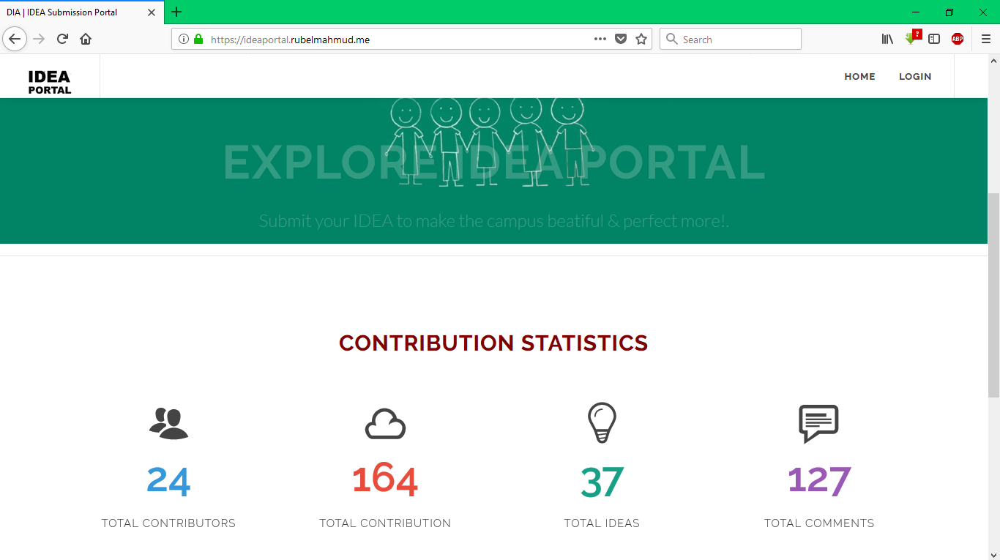 DIA | IDEA Submission Portal
https://ideaportal.rubelmahmud.me
Search
?
ABP
IDEA
PORTAL
HOME
LOGIN
EXPLORE IDEA PORTAL
Submit your IDEA to make the campus beatiful & perfect more!.
CONTRIBUTION STATISTICS
24
164
37
127
TOTAL CONTRIBUTORS
TOTAL CONTRIBUTION
TOTAL IDEAS
TOTAL COMMENTS